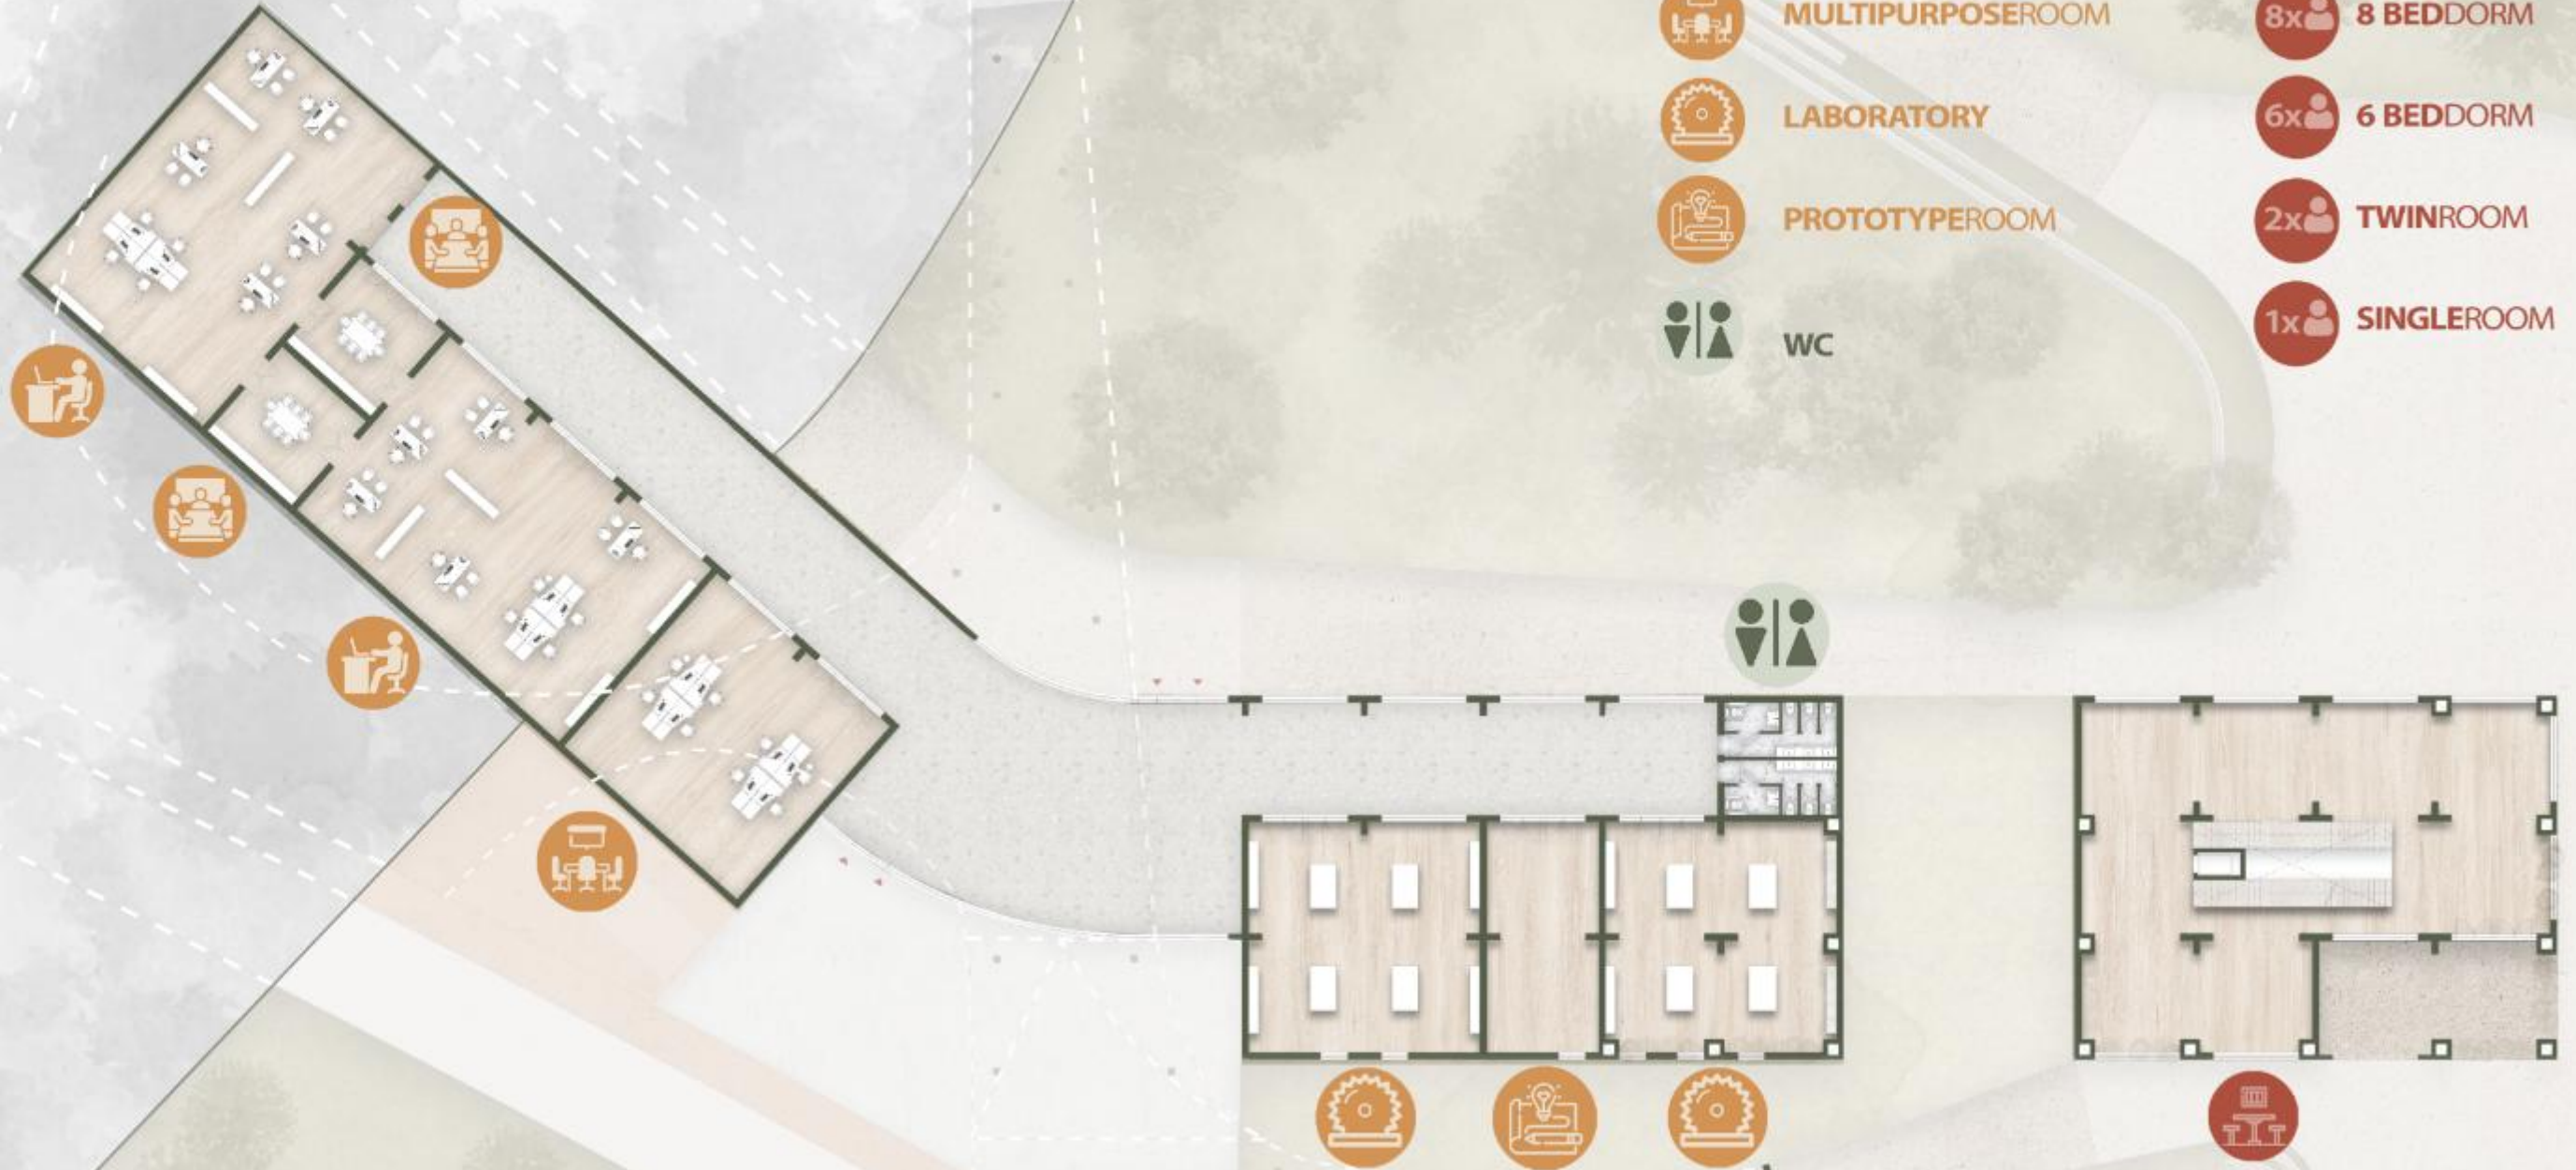 MULTIPURPOSEROOM
LABORATORY
PROTOTYPEROOM
WC
8x 8 BEDDORM
6x 6 BEDDORM
2x TWINROOM
1x SINGLEROOM